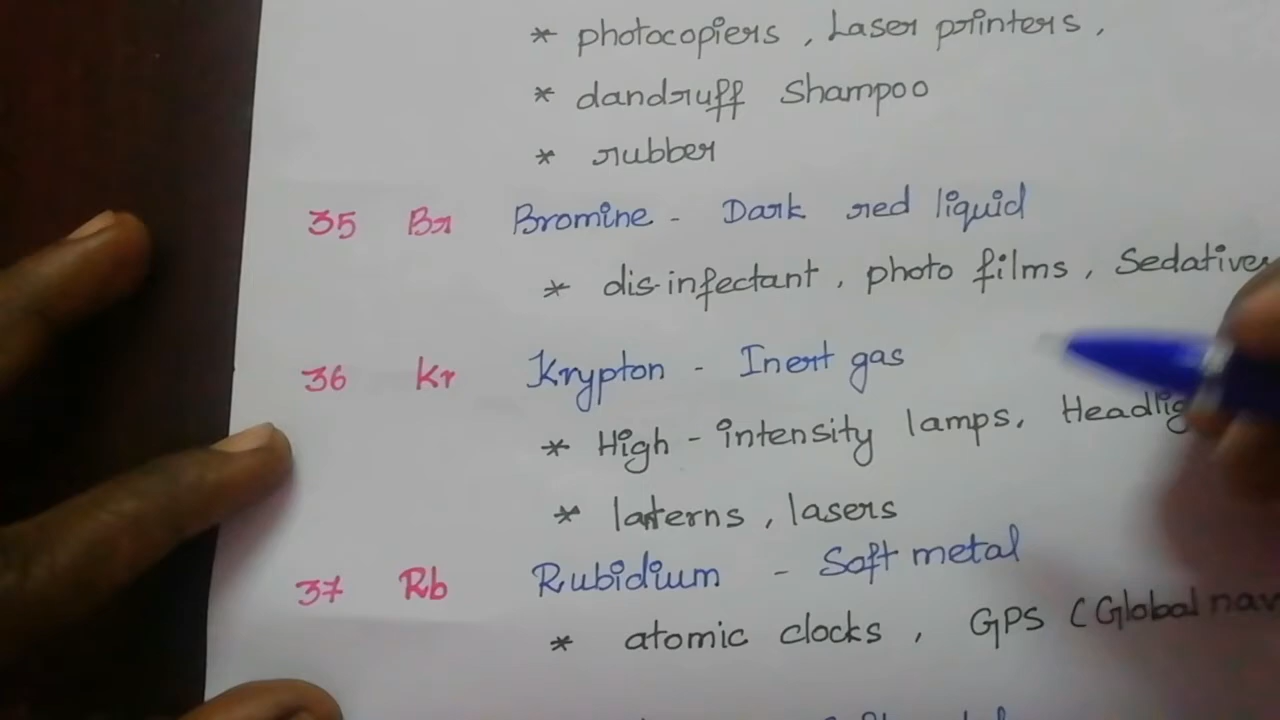 * photocopiers, Laser printers,
* dandruff Shampoo
* rubber
35 Br Bromine - Dark red liquid
* disinfectant, photo films, Sedatives
36 Kr Krypton - Inert gas
* High - intensity lamps, Headlig
* laterns, lasers
37 Rb Rubidium - Soft metal
* atomic clocks, GPS (Global nav